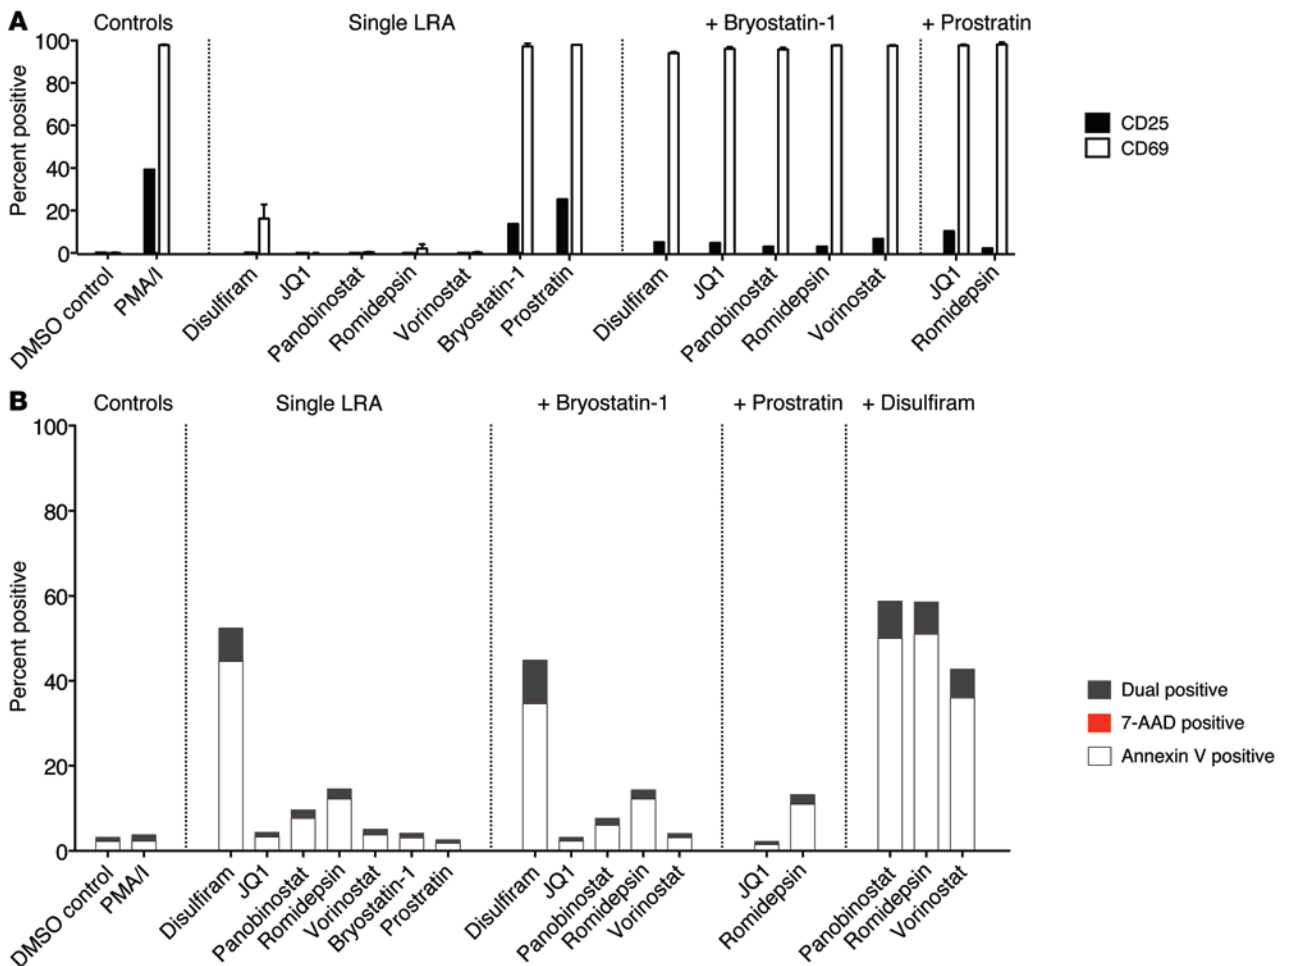 A
Controls
Single LRA
+ Bryostatin-1
+ Prostratin
Percent positive
100
80
60
40
20
0
DMSO control
PMA/I
Disulfiram
JQ1
Panobinostat
Romidepsin
Vorinostat
Bryostatin-1
Prostratin
Disulfiram
JQ1
Panobinostat
Romidepsin
Vorinostat
JQ1
Romidepsin
CD25
CD69
B
Controls
Single LRA
+ Bryostatin-1
+ Prostratin
+ Disulfiram
Percent positive
100
80
60
40
20
0
DMSO control
PMA/I
Disulfiram
JQ1
Panobinostat
Romidepsin
Vorinostat
Bryostatin-1
Prostratin
Disulfiram
JQ1
Panobinostat
Romidepsin
Vorinostat
JQ1
Romidepsin
Panobinostat
Romidepsin
Vorinostat
Dual positive
7-AAD positive
Annexin V positive